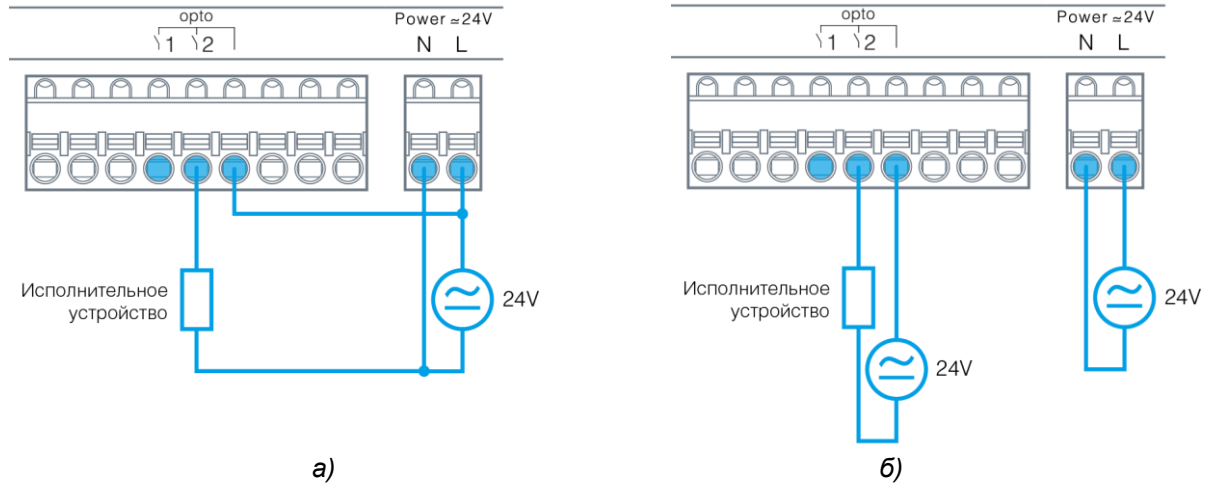 opto
Power ≃24V
1 2
N L
Исполнительное
устройство
24V
а)
opto
Power ≃24V
1 2
N L
Исполнительное
устройство
24V
24V
б)